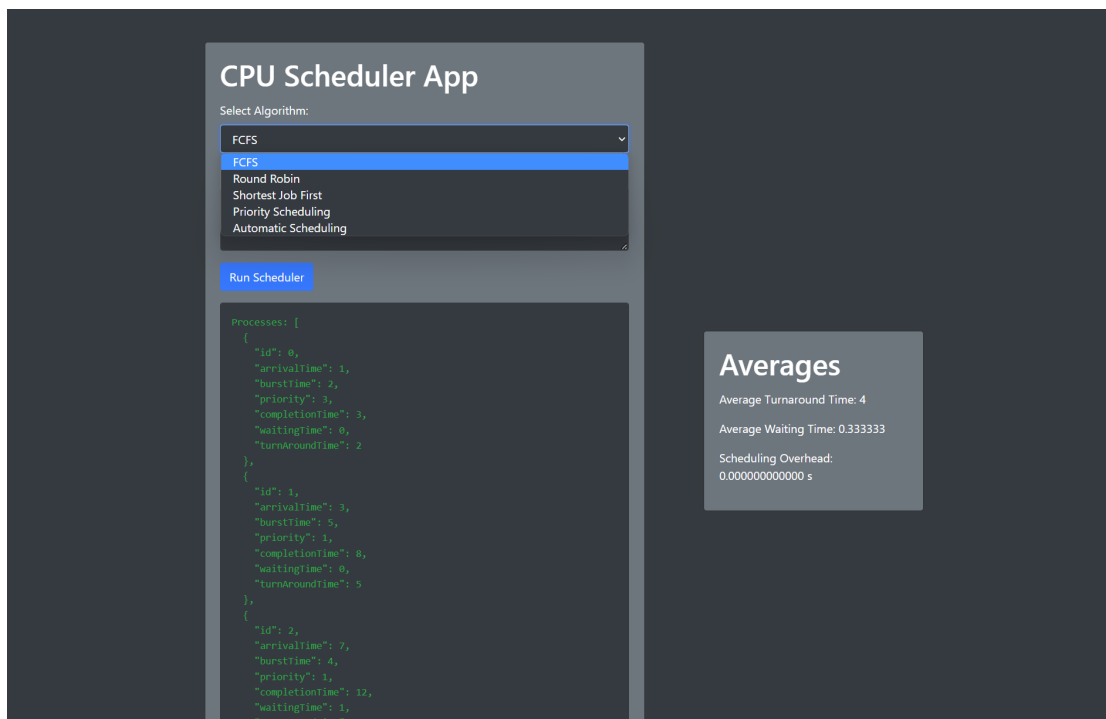 CPU Scheduler App
Select Algorithm:
FCFS
FCFS
Round Robin
Shortest Job First
Priority Scheduling
Automatic Scheduling
Run Scheduler
Processes: [
{
"id": 0,
"arrivalTime": 1,
"burstTime": 2,
"priority": 3,
"completionTime": 3,
"waitingTime": 0,
"turnAroundTime": 2
},
{
"id": 1,
"arrivalTime": 3,
"burstTime": 5,
"priority": 1,
"completionTime": 8,
"waitingTime": 0,
"turnAroundTime": 5
},
{
"id": 2,
"arrivalTime": 7,
"burstTime": 4,
"priority": 1,
"completionTime": 12,
"waitingTime": 1,
Averages
Average Turnaround Time: 4
Average Waiting Time: 0.333333
Scheduling Overhead:
0.000000000000 s